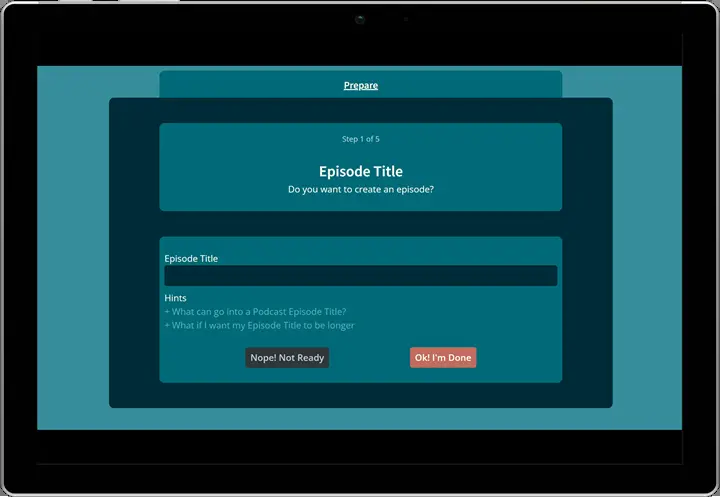 Prepare
Step 1 of 5
Episode Title
Do you want to create an episode?
Episode Title
Hints
+ What can go into a Podcast Episode Title?
+ What if I want my Episode Title to be longer
Nope! Not Ready
Ok! I'm Done